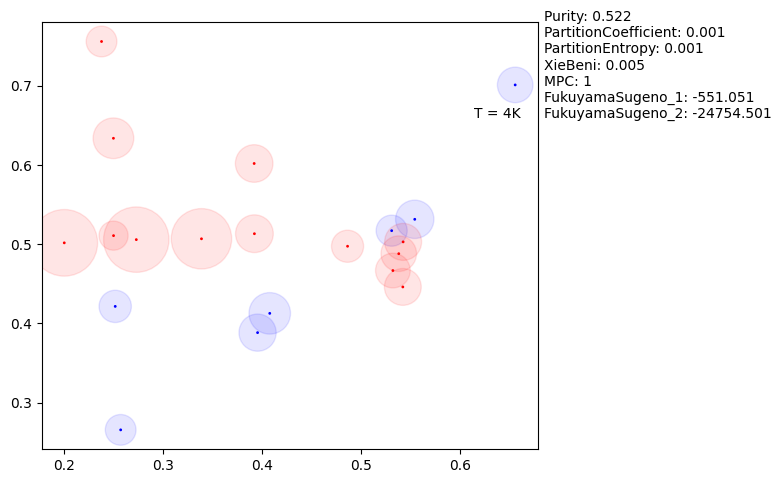 Purity: 0.522
PartitionCoefficient: 0.001
PartitionEntropy: 0.001
XieBeni: 0.005
MPC: 1
FukuyamaSugeno_1: -551.051
FukuyamaSugeno_2: -24754.501
T = 4K
0.7
0.6
0.5
0.4
0.3
0.2 0.3 0.4 0.5 0.6